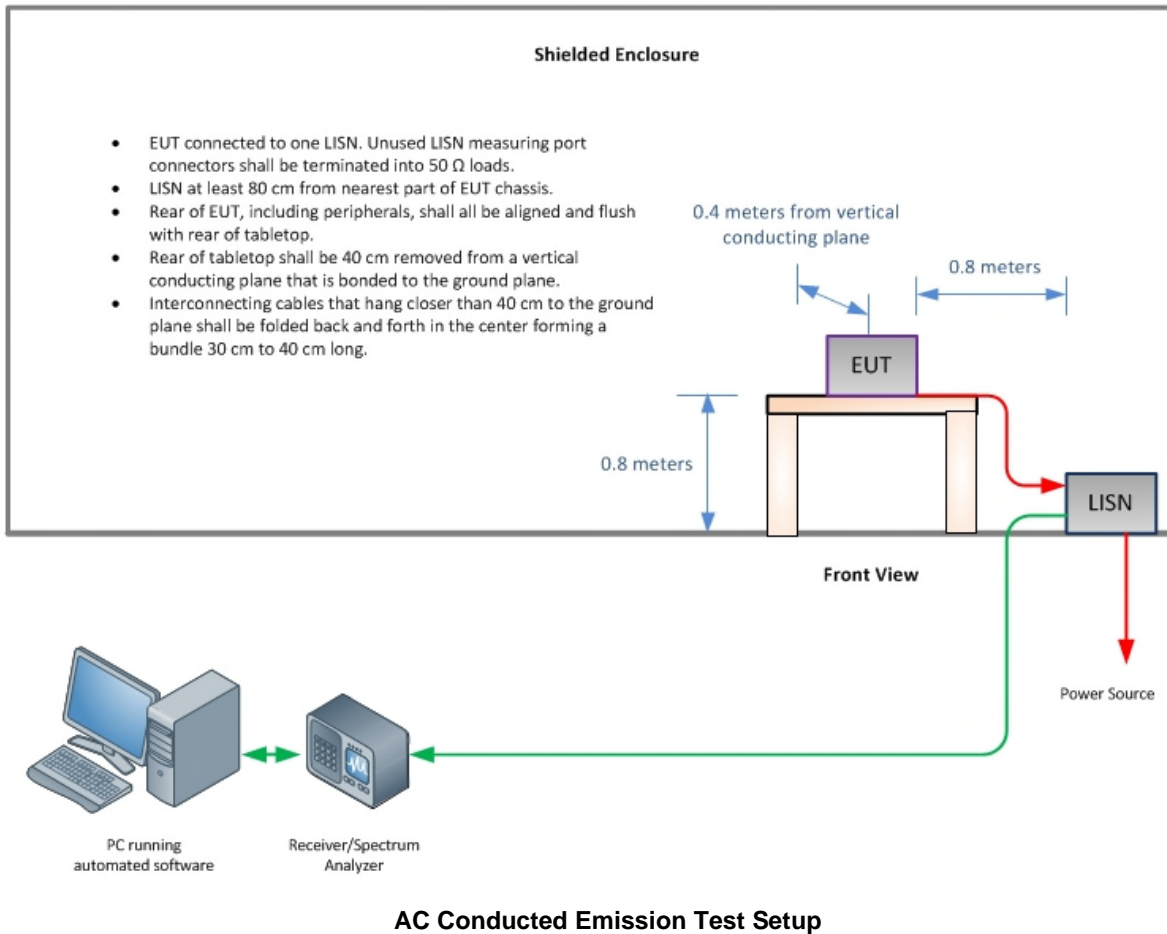 Shielded Enclosure
• EUT connected to one LISN. Unused LISN measuring port
connectors shall be terminated into 50 Ω loads.
• LISN at least 80 cm from nearest part of EUT chassis.
• Rear of EUT, including peripherals, shall all be aligned and flush
with rear of tabletop.
• Rear of tabletop shall be 40 cm removed from a vertical
conducting plane that is bonded to the ground plane.
• Interconnecting cables that hang closer than 40 cm to the ground
plane shall be folded back and forth in the center forming a
bundle 30 cm to 40 cm long.
0.4 meters from vertical
conducting plane
0.8 meters
EUT
0.8 meters
LISN
Front View
Power Source
PC running
automated software
Receiver/Spectrum
Analyzer
AC Conducted Emission Test Setup